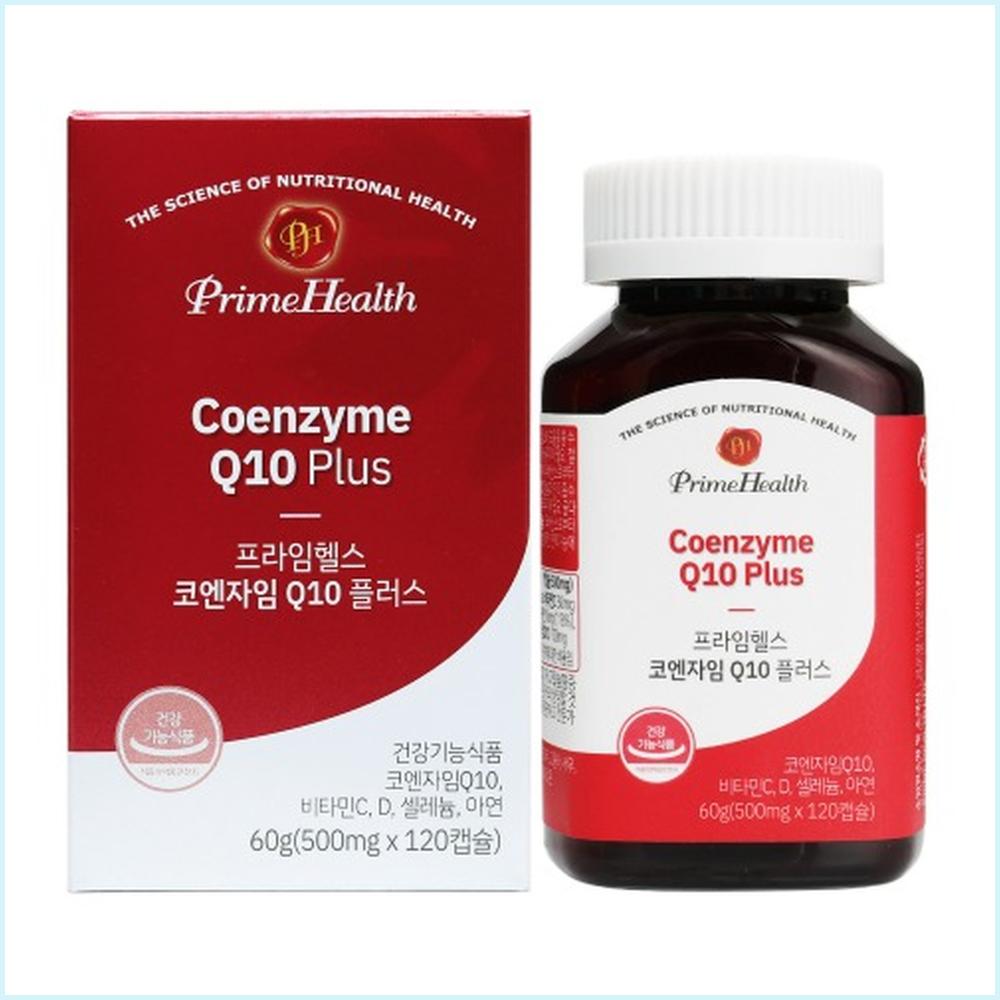 THE SCIENCE OF NUTRITIONAL HEALTH
PH
PrimeHealth
Coenzyme
Q10 Plus
프라임헬스
코엔자임 Q10 플러스
건강
기능식품
건강기능식품
코엔자임Q10,
비타민C, D, 셀레늄, 아연
60g(500mg x 120캡슐)
THE SCIENCE OF NUTRITIONAL HEALTH
PH
PrimeHealth
Coenzyme
Q10 Plus
프라임헬스
코엔자임 Q10 플러스
건강
기능식품
코엔자임Q10,
비타민C, D, 셀레늄, 아연
60g(500mg x 120캡슐)